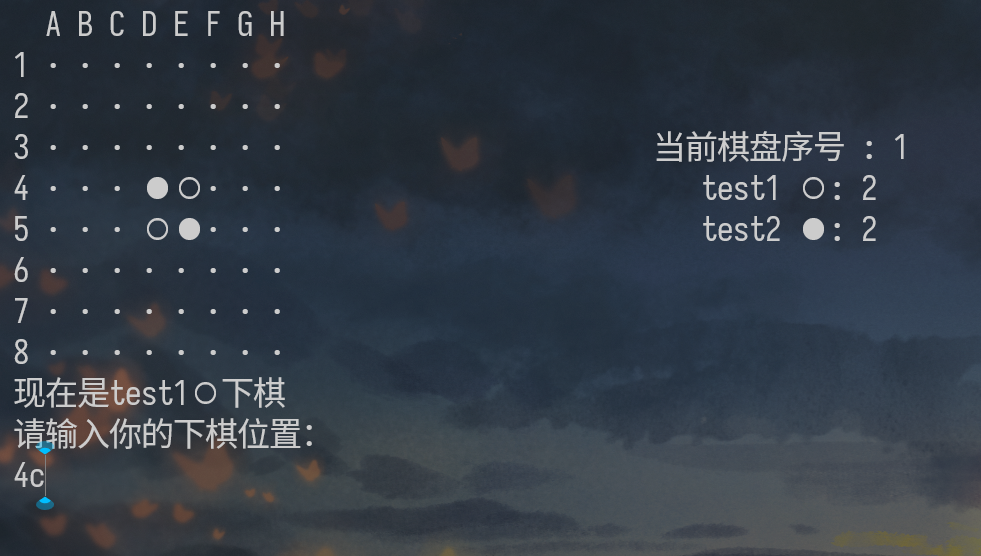 A B C D E F G H
1 · · · · · · · ·
2 · · · · · · · ·
3 · · · · · · · ·
4 · · · ● ○ · · ·
5 · · · ○ ● · · ·
6 · · · · · · · ·
7 · · · · · · · ·
8 · · · · · · · ·
当前棋盘序号 : 1
test1 ○: 2
test2 ●: 2
现在是test1○下棋
请输入你的下棋位置:
4c